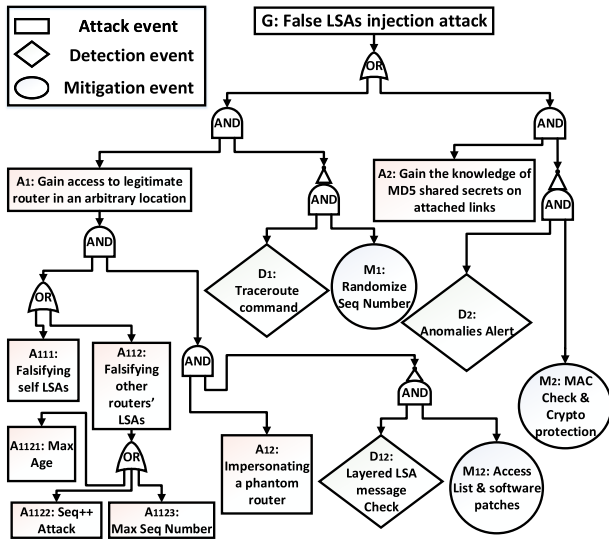 G: False LSAs injection attack
Attack event
Detection event
Mitigation event
OR
AND
AND
A1: Gain access to legitimate
router in an arbitrary location
A2: Gain the knowledge of
MD5 shared secrets on
attached links
AND
AND
AND
D1:
Traceroute
command
M1:
Randomize
Seq Number
D2:
Anomalies Alert
OR
A111:
Falsifying
self LSAs
A112:
Falsifying
other
routers'
LSAs
AND
AND
M2: MAC
Check &
Crypto
protection
A1121: Max
Age
OR
A12:
Impersonating
a phantom
router
D12:
Layered LSA
message
Check
M12: Access
List & software
patches
A1122: Seq++
Attack
A1123:
Max Seq Number